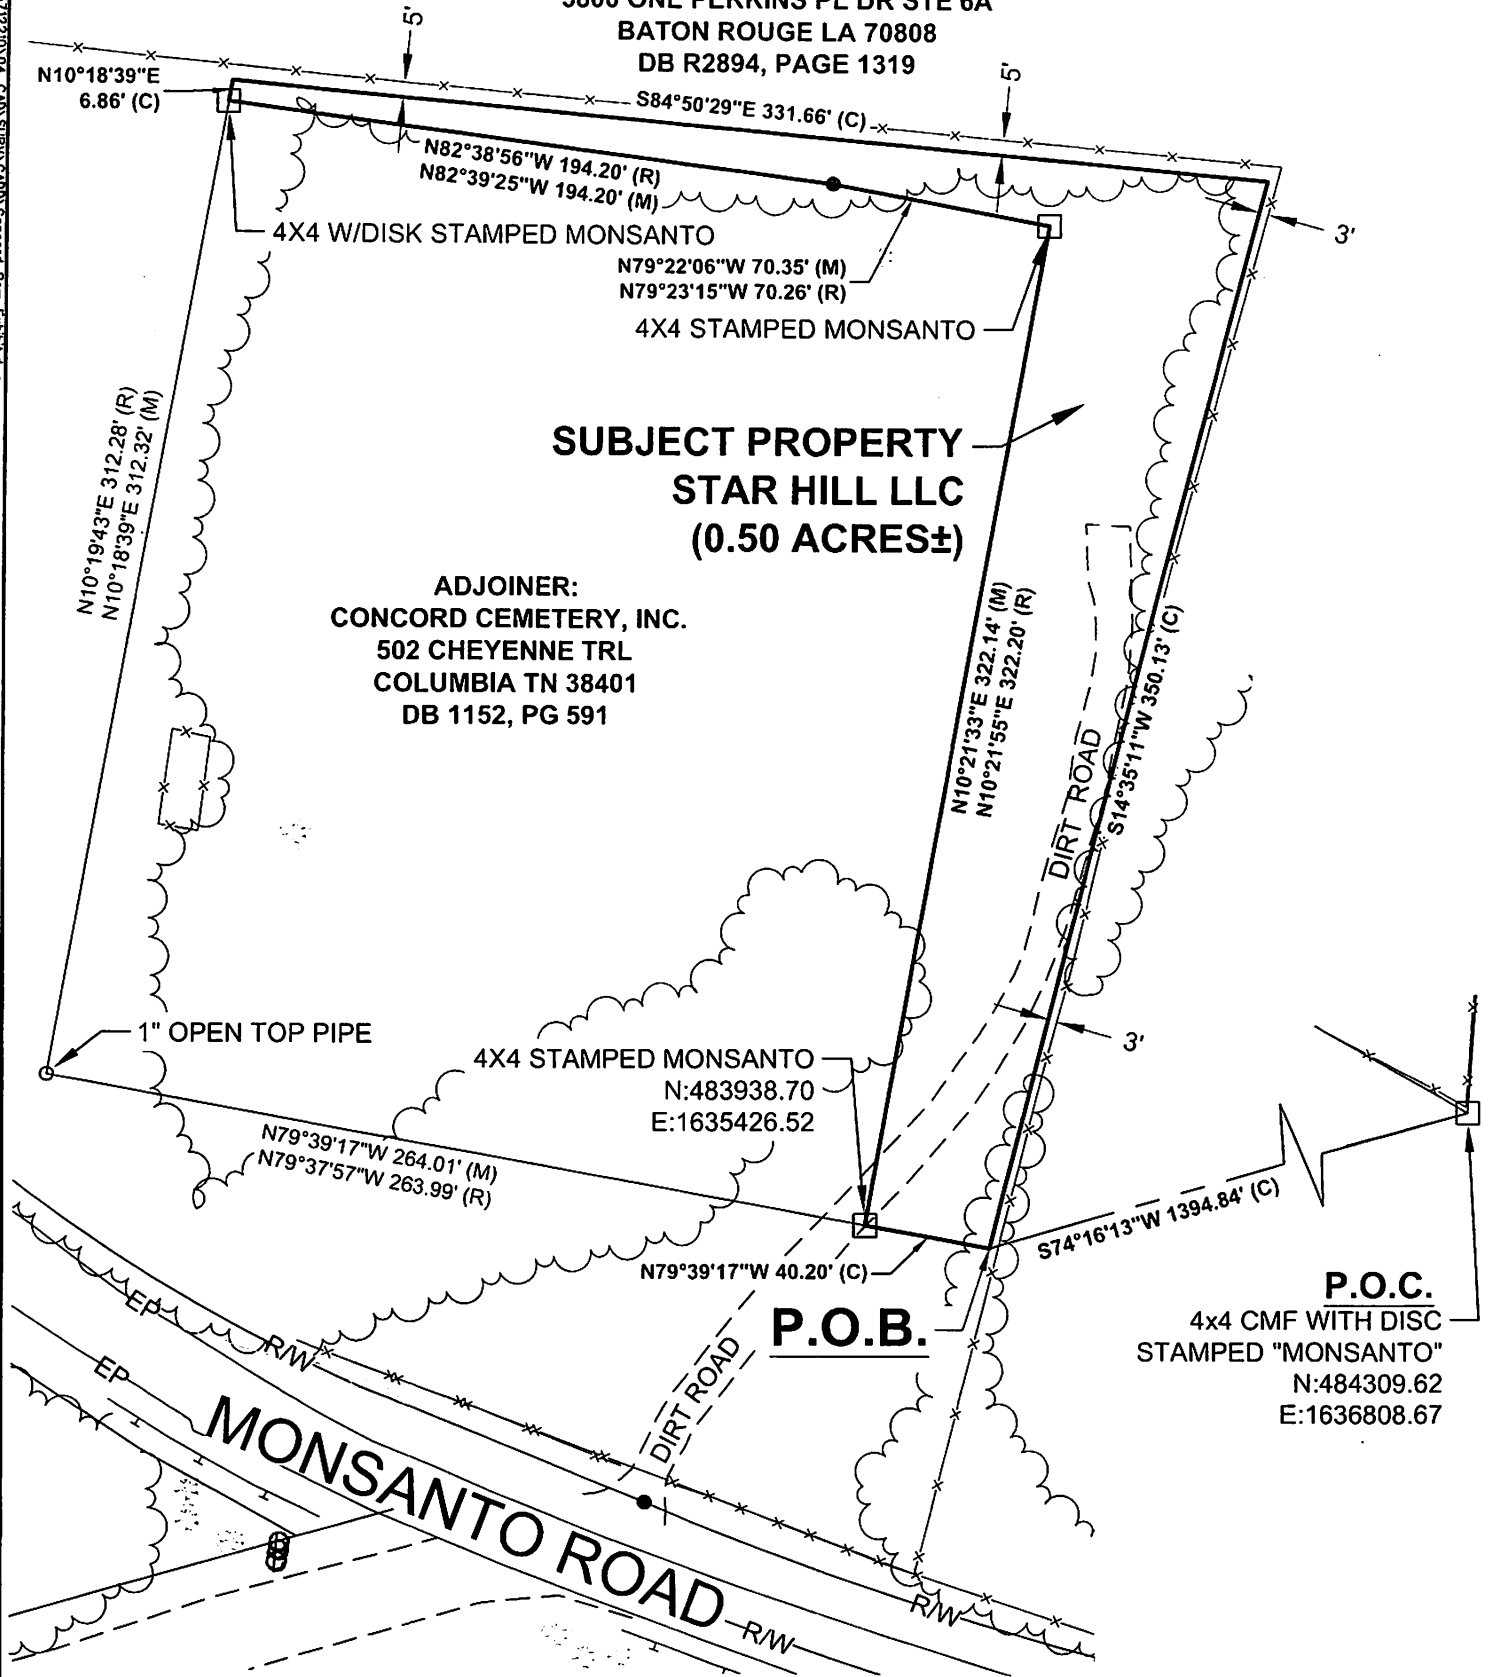 5800 ONE PERKINS PL DR STE 6A
BATON ROUGE LA 70808
DB R2894, PAGE 1319
5'
5'
N10°18'39"E
6.86' (C)
S84°50'29"E 331.66' (C)
N82°38'56"W 194.20' (R)
N82°39'25"W 194.20' (M)
4X4 W/DISK STAMPED MONSANTO
3'
N79°22'06"W 70.35' (M)
N79°23'15"W 70.26' (R)
4X4 STAMPED MONSANTO
N10°19'43"E 312.28' (R)
N10°18'39"E 312.32' (M)
SUBJECT PROPERTY
STAR HILL LLC
(0.50 ACRES±)
ADJOINER:
CONCORD CEMETERY, INC.
502 CHEYENNE TRL
COLUMBIA TN 38401
DB 1152, PG 591
N10°21'33"E 322.14' (M)
N10°21'55"E 322.20' (R)
DIRT ROAD
S14°35'11"W 350.13' (C)
1" OPEN TOP PIPE
4X4 STAMPED MONSANTO
N:483938.70
E:1635426.52
3'
N79°39'17"W 264.01' (M)
N79°37'57"W 263.99' (R)
S74°16'13"W 1394.84' (C)
N79°39'17"W 40.20' (C)
P.O.B.
P.O.C.
4x4 CMF WITH DISC
STAMPED "MONSANTO"
N:484309.62
E:1636808.67
EP
R/W
EP
DIRT ROAD
MONSANTO ROAD
R/W
R/W